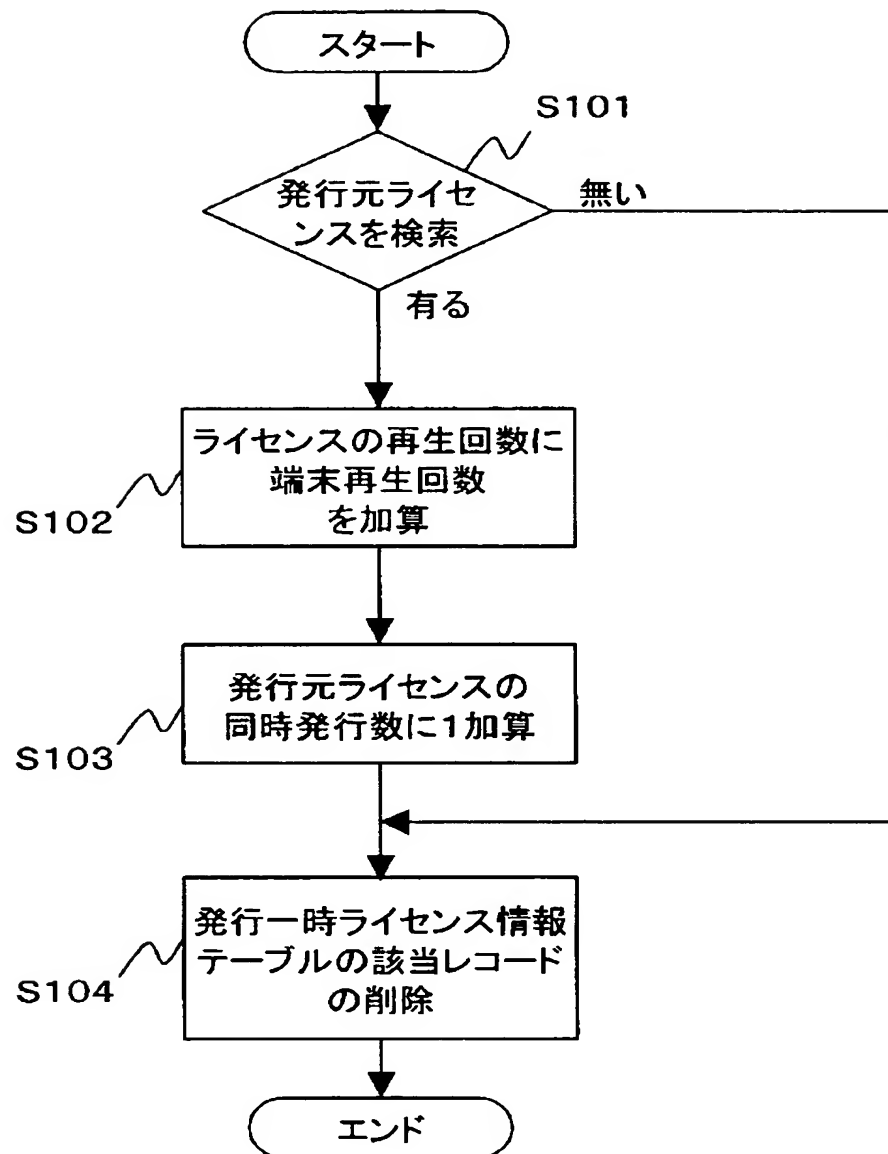 スタート
S101
発行元ライセ
ンスを検索
無い
有る
ライセンスの再生回数に
端末再生回数
を加算
S102
発行元ライセンスの
同時発行数に1加算
S103
発行一時ライセンス情報
テーブルの該当レコード
の削除
S104
エンド